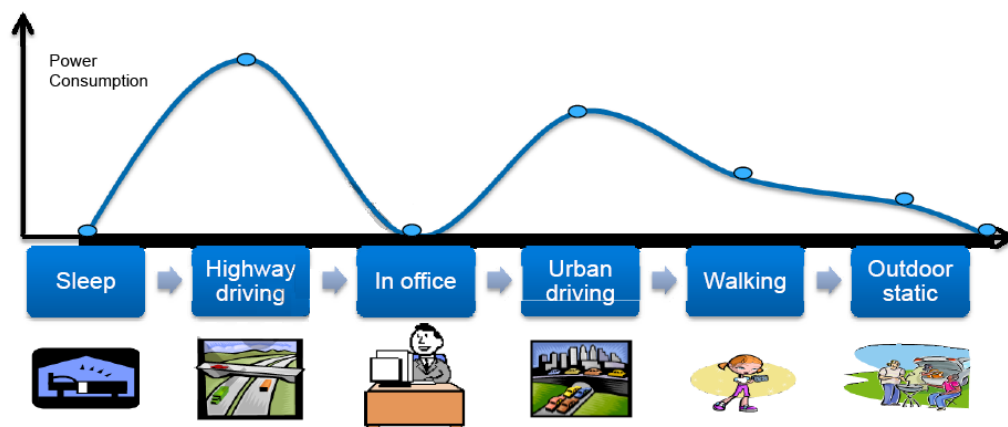 Power
Consumption
Sleep
Highway
driving
In office
Urban
driving
Walking
Outdoor
static